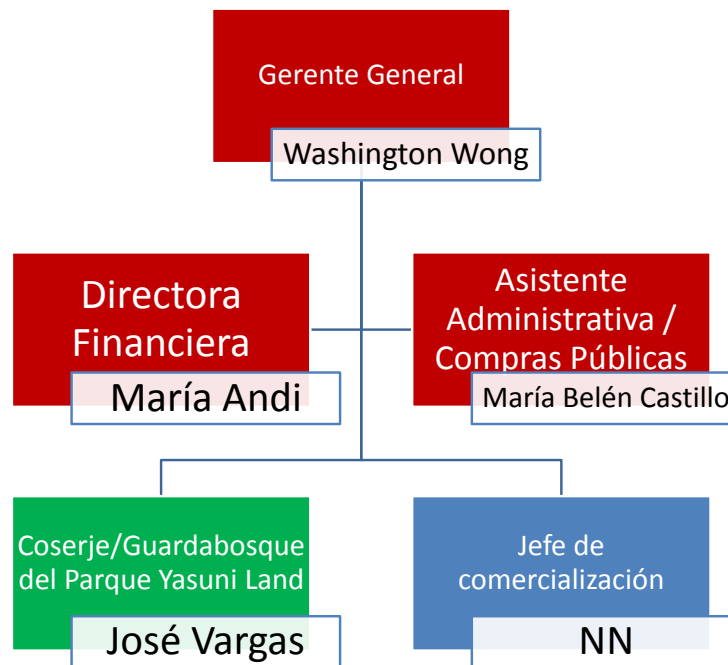 Gerente General
Washington Wong
Directora
Financiera
María Andi
Asistente
Administrativa /
Compras Públicas
María Belén Castillo
Coserje/Guardabosque
del Parque Yasuni Land
José Vargas
Jefe de
comercialización
NN